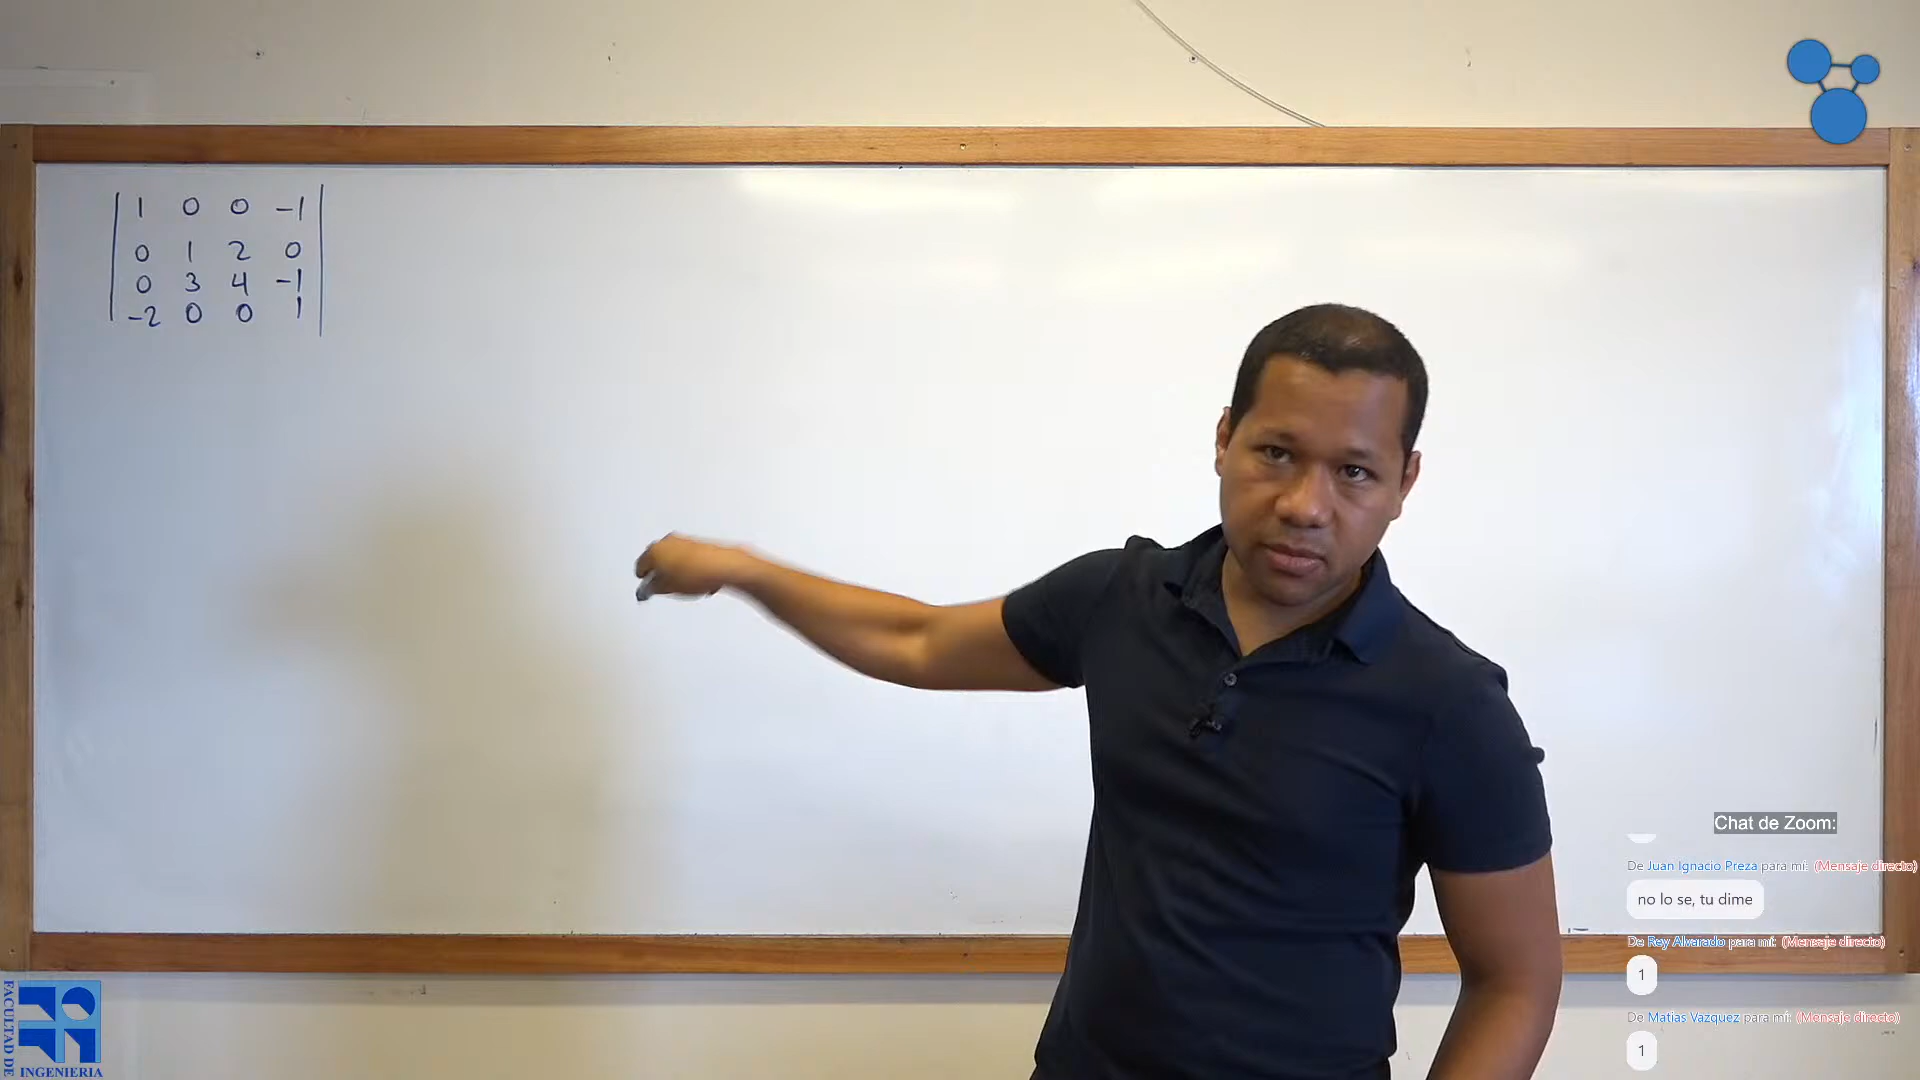 1 0 0 -1
0 1 2 0
0 3 4 -1
-2 0 0 1
Chat de Zoom:
De Juan Ignacio Preza para mí: (Mensaje directo)
no lo se, tu dime
De Rey Alvarado para mí: (Mensaje directo)
1
De Matias Vazquez para mí: (Mensaje directo)
1
FACULTAD DE
INGENIERIA